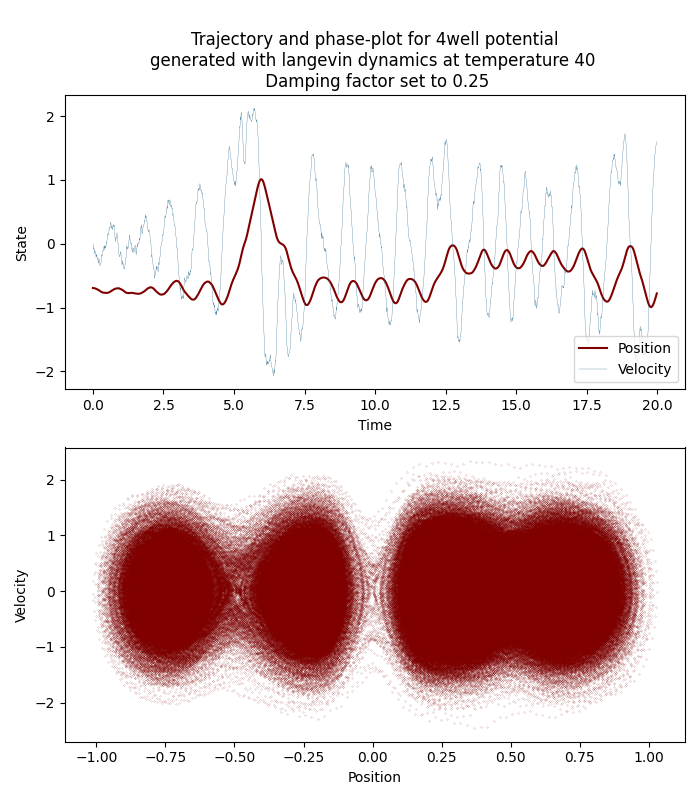 Trajectory and phase-plot for 4well potential
generated with langevin dynamics at temperature 40
Damping factor set to 0.25
2
1
0
−1
−2
State
0.0 2.5 5.0 7.5 10.0 12.5 15.0 17.5 20.0
Time
Position
Velocity
2
1
0
−1
−2
Velocity
−1.00 −0.75 −0.50 −0.25 0.00 0.25 0.50 0.75 1.00
Position